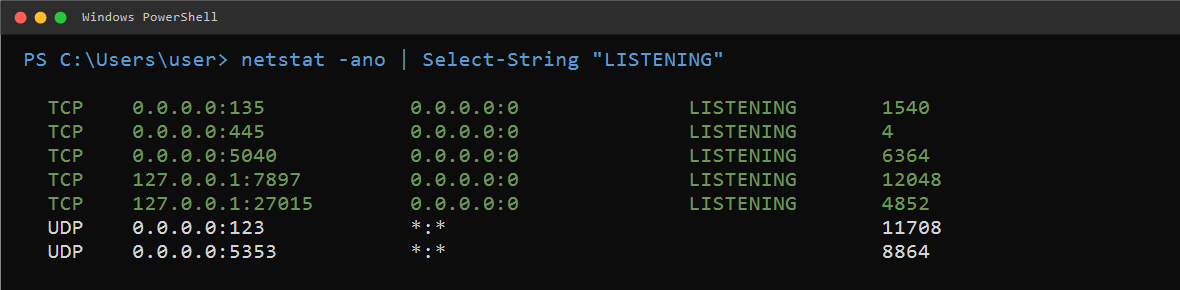 Windows PowerShell
PS C:\Users\user> netstat -ano | Select-String "LISTENING"
TCP    0.0.0.0:135            0.0.0.0:0              LISTENING       1540
TCP    0.0.0.0:445            0.0.0.0:0              LISTENING       4
TCP    0.0.0.0:5040           0.0.0.0:0              LISTENING       6364
TCP    127.0.0.1:7897         0.0.0.0:0              LISTENING       12048
TCP    127.0.0.1:27015        0.0.0.0:0              LISTENING       4852
UDP    0.0.0.0:123            *:*                                    11708
UDP    0.0.0.0:5353           *:*                                    8864